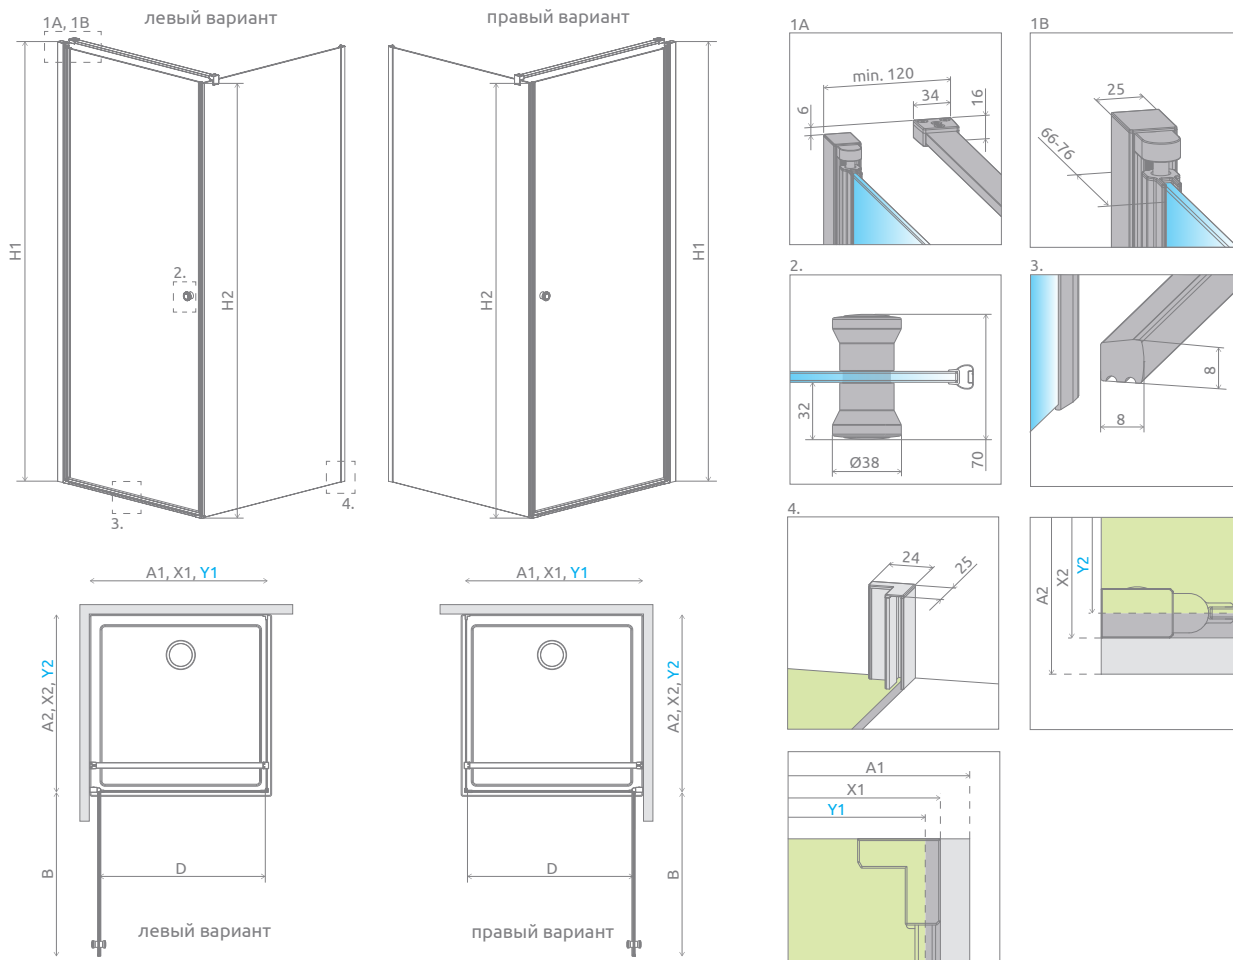 1A, 1B
левый вариант
правый вариант
H1
2.
H2
3.
4.
H2
H1
1A
min. 120
34
16
6
1B
25
66-76
2.
32
Ø38
70
3.
8
8
4.
24
25
A2
X2
Y2
A1, X1, Y1
A2, X2, Y2
B
D
левый вариант
A1, X1, Y1
A2, X2, Y2
B
D
правый вариант
A1
X1
Y1